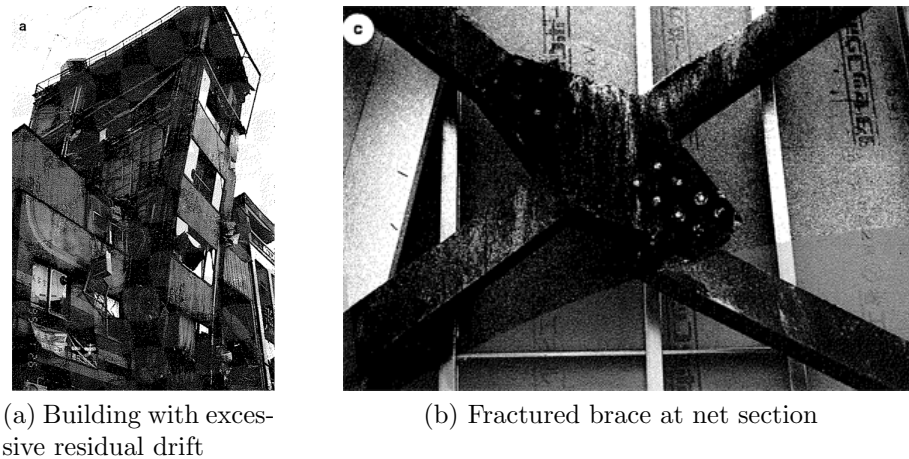 a
c
(a) Building with exces-
sive residual drift
(b) Fractured brace at net section